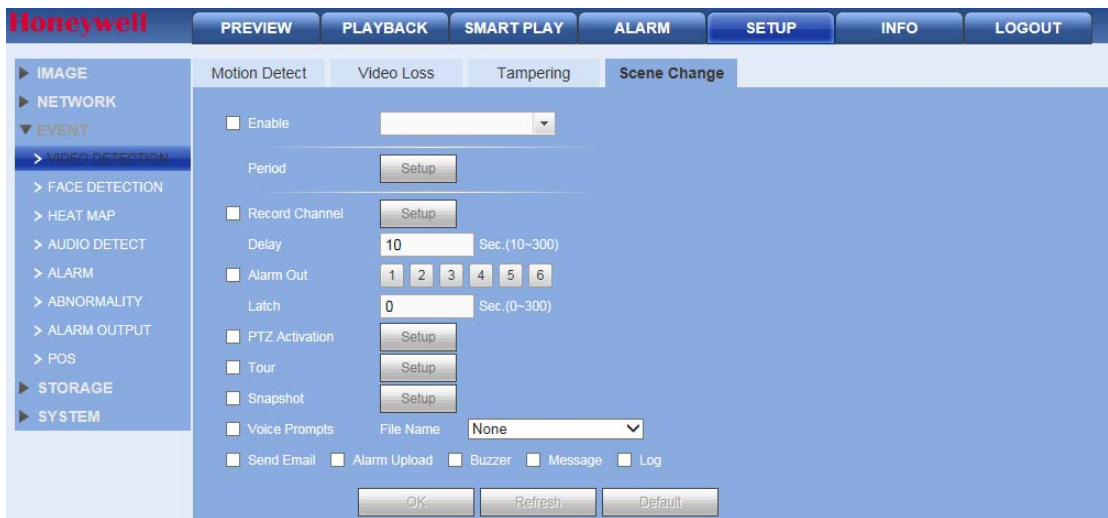 Honeywell
PREVIEW PLAYBACK SMART PLAY ALARM SETUP INFO LOGOUT
IMAGE
NETWORK
EVENT
> VIDEO DETECTION
> FACE DETECTION
> HEAT MAP
> AUDIO DETECT
> ALARM
> ABNORMALITY
> ALARM OUTPUT
> POS
STORAGE
SYSTEM
Motion Detect Video Loss Tampering Scene Change
Enable
Period Setup
Record Channel Setup
Delay 10 Sec.(10~300)
Alarm Out 1 2 3 4 5 6
Latch 0 Sec.(0~300)
PTZ Activation Setup
Tour Setup
Snapshot Setup
Voice Prompts File Name None
Send Email Alarm Upload Buzzer Message Log
OK Refresh Default